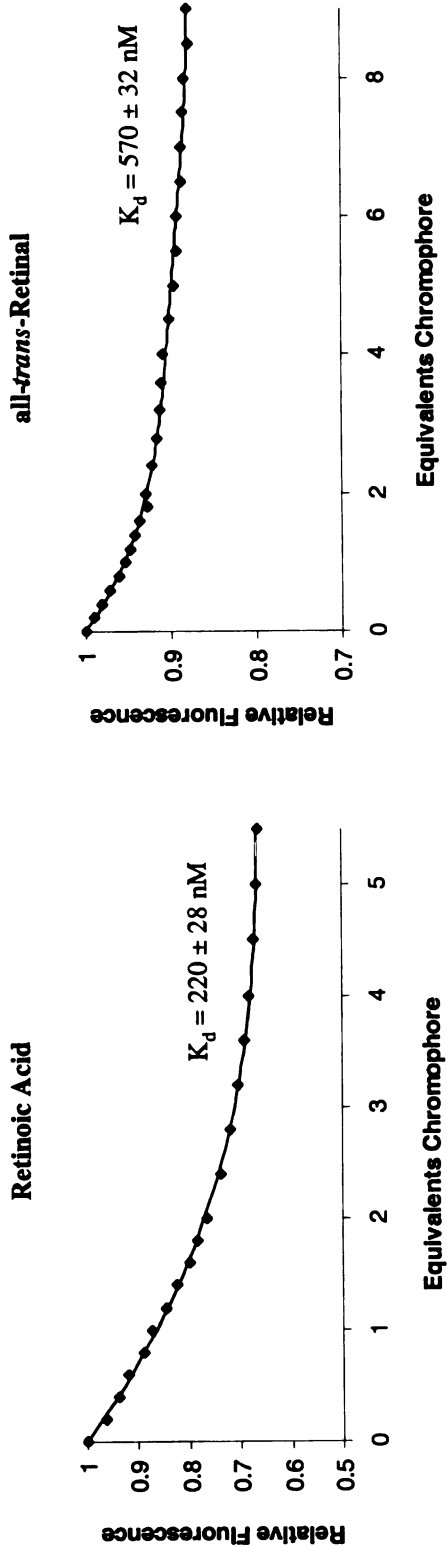 Retinoic Acid
Relative Fluorescence
1
0.9
0.8
0.7
0.6
0.5
K_d = 220 ± 28 nM
0 1 2 3 4 5
Equivalents Chromophore
all-trans-Retinal
Relative Fluorescence
1
0.9
0.8
0.7
K_d = 570 ± 32 nM
0 2 4 6 8
Equivalents Chromophore